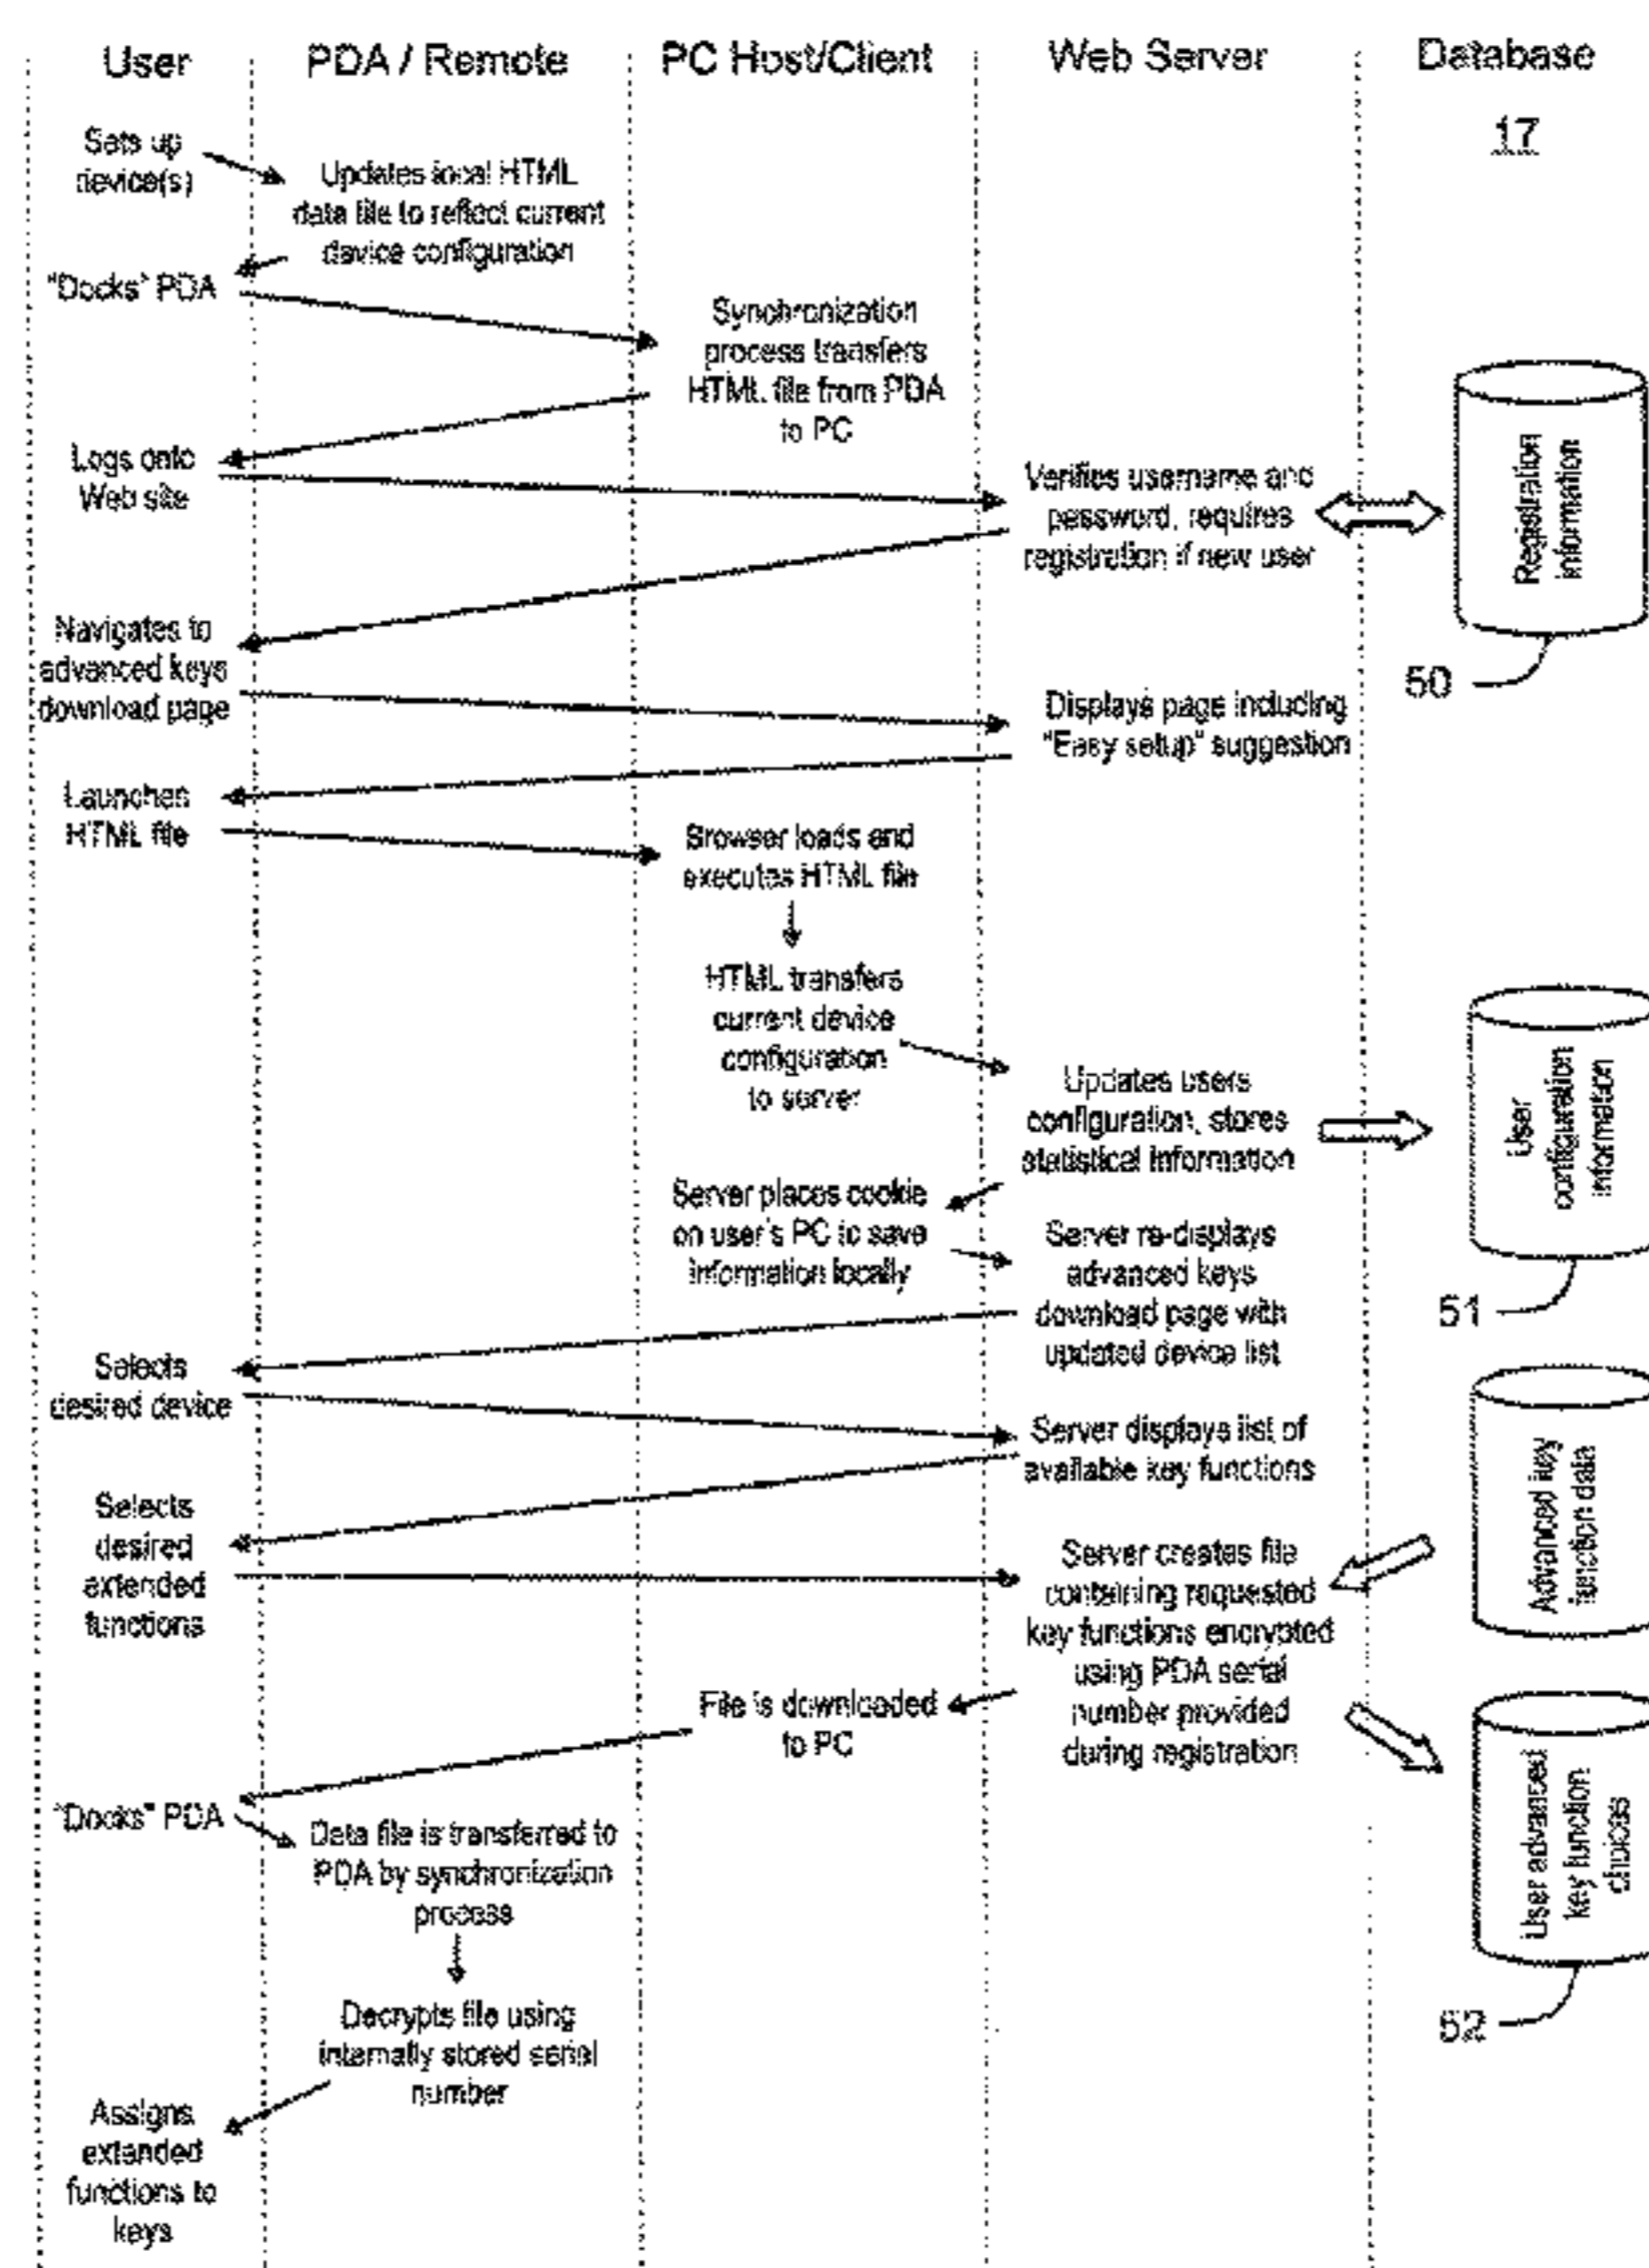 User
PDA / Remote
PC Host/Client
Web Server
Database
17
Sets up
device(s)
Updates local HTML
data file to reflect current
device configuration
"Docks" PDA
Synchronization
process transfers
HTML file from PDA
to PC
Logs onto
Web site
Verifies username and
password, requires
registration if new user
Registration
information
50
Navigates to
advanced keys
download page
Displays page including
"Easy setup" suggestion
Launches
HTML file
Browser loads and
executes HTML file
HTML transfers
current device
configuration
to server
Updates users
configuration, stores
statistical information
User
configuration
information
51
Server places cookie
on user's PC to save
information locally
Server re-displays
advanced keys
download page with
updated device list
Selects
desired device
Server displays list of
available key functions
Advanced key
function data
Selects
desired
extended
functions
Server creates file
containing requested
key functions encrypted
using PDA serial
number provided
during registration
File is downloaded
to PC
User advanced
key function
choices
52
"Docks" PDA
Data file is transferred to
PDA by synchronization
process
Decrypts file using
internally stored serial
number
Assigns
extended
functions to
keys